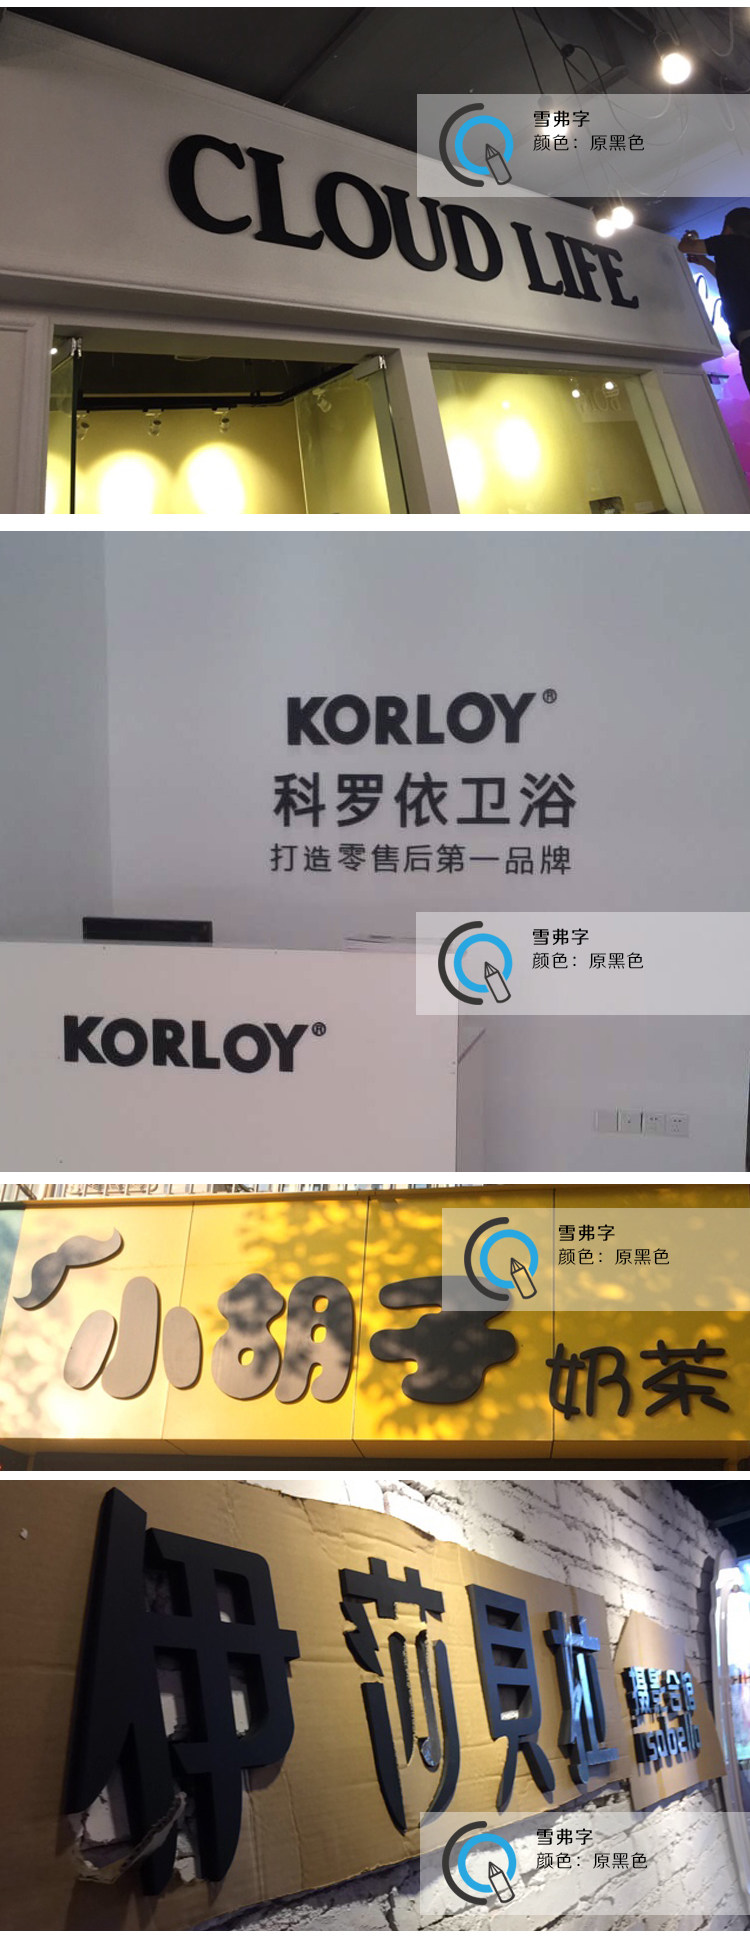 雪弗字
颜色：原黑色
CLOUD LIFE
KORLOY®
科罗依卫浴
打造零售后第一品牌
雪弗字
颜色：原黑色
KORLOY®
雪弗字
颜色：原黑色
小胡子
奶茶
伊莎貝拉
isabella
雪弗字
颜色：原黑色